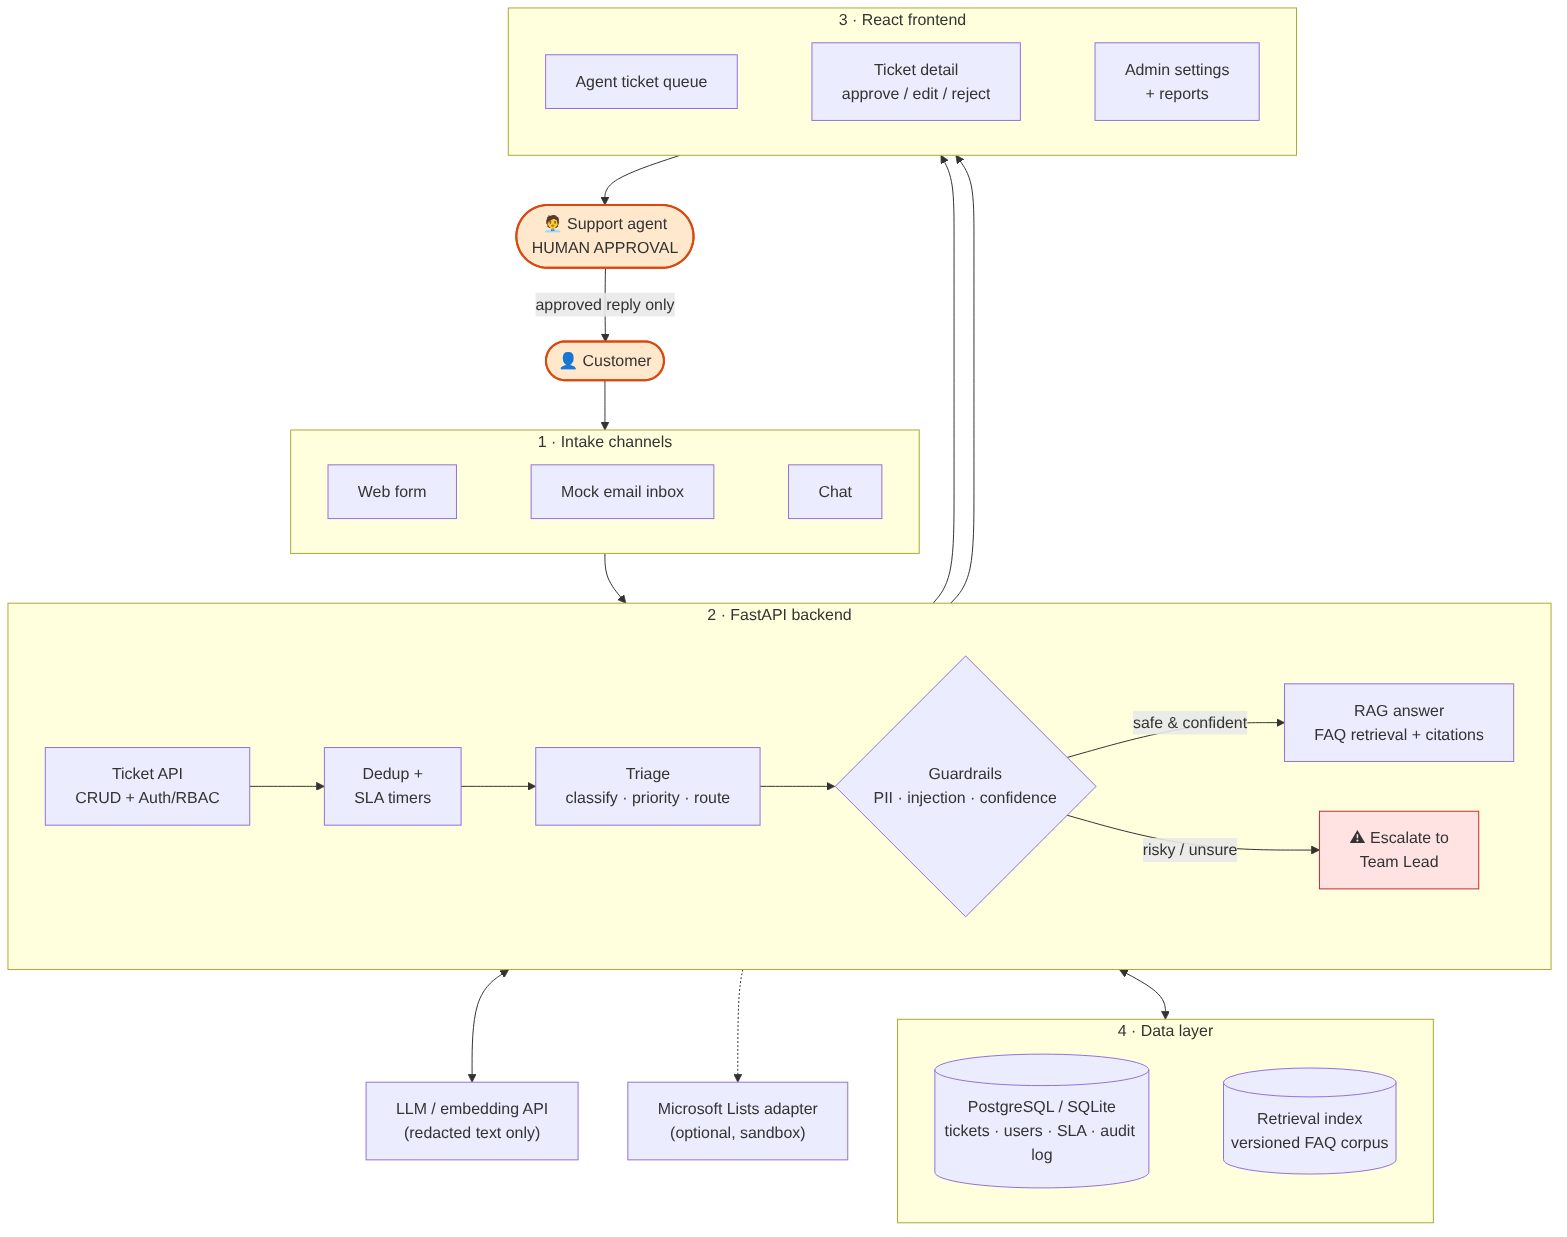 3 · React frontend
Agent ticket queue
Ticket detail
approve / edit / reject
Admin settings
+ reports
🧑‍💼 Support agent
HUMAN APPROVAL
approved reply only
👤 Customer
1 · Intake channels
Web form
Mock email inbox
Chat
2 · FastAPI backend
Ticket API
CRUD + Auth/RBAC
Dedup +
SLA timers
Triage
classify · priority · route
Guardrails
PII · injection · confidence
safe & confident
RAG answer
FAQ retrieval + citations
risky / unsure
⚠ Escalate to
Team Lead
LLM / embedding API
(redacted text only)
Microsoft Lists adapter
(optional, sandbox)
4 · Data layer
PostgreSQL / SQLite
tickets · users · SLA · audit
log
Retrieval index
versioned FAQ corpus